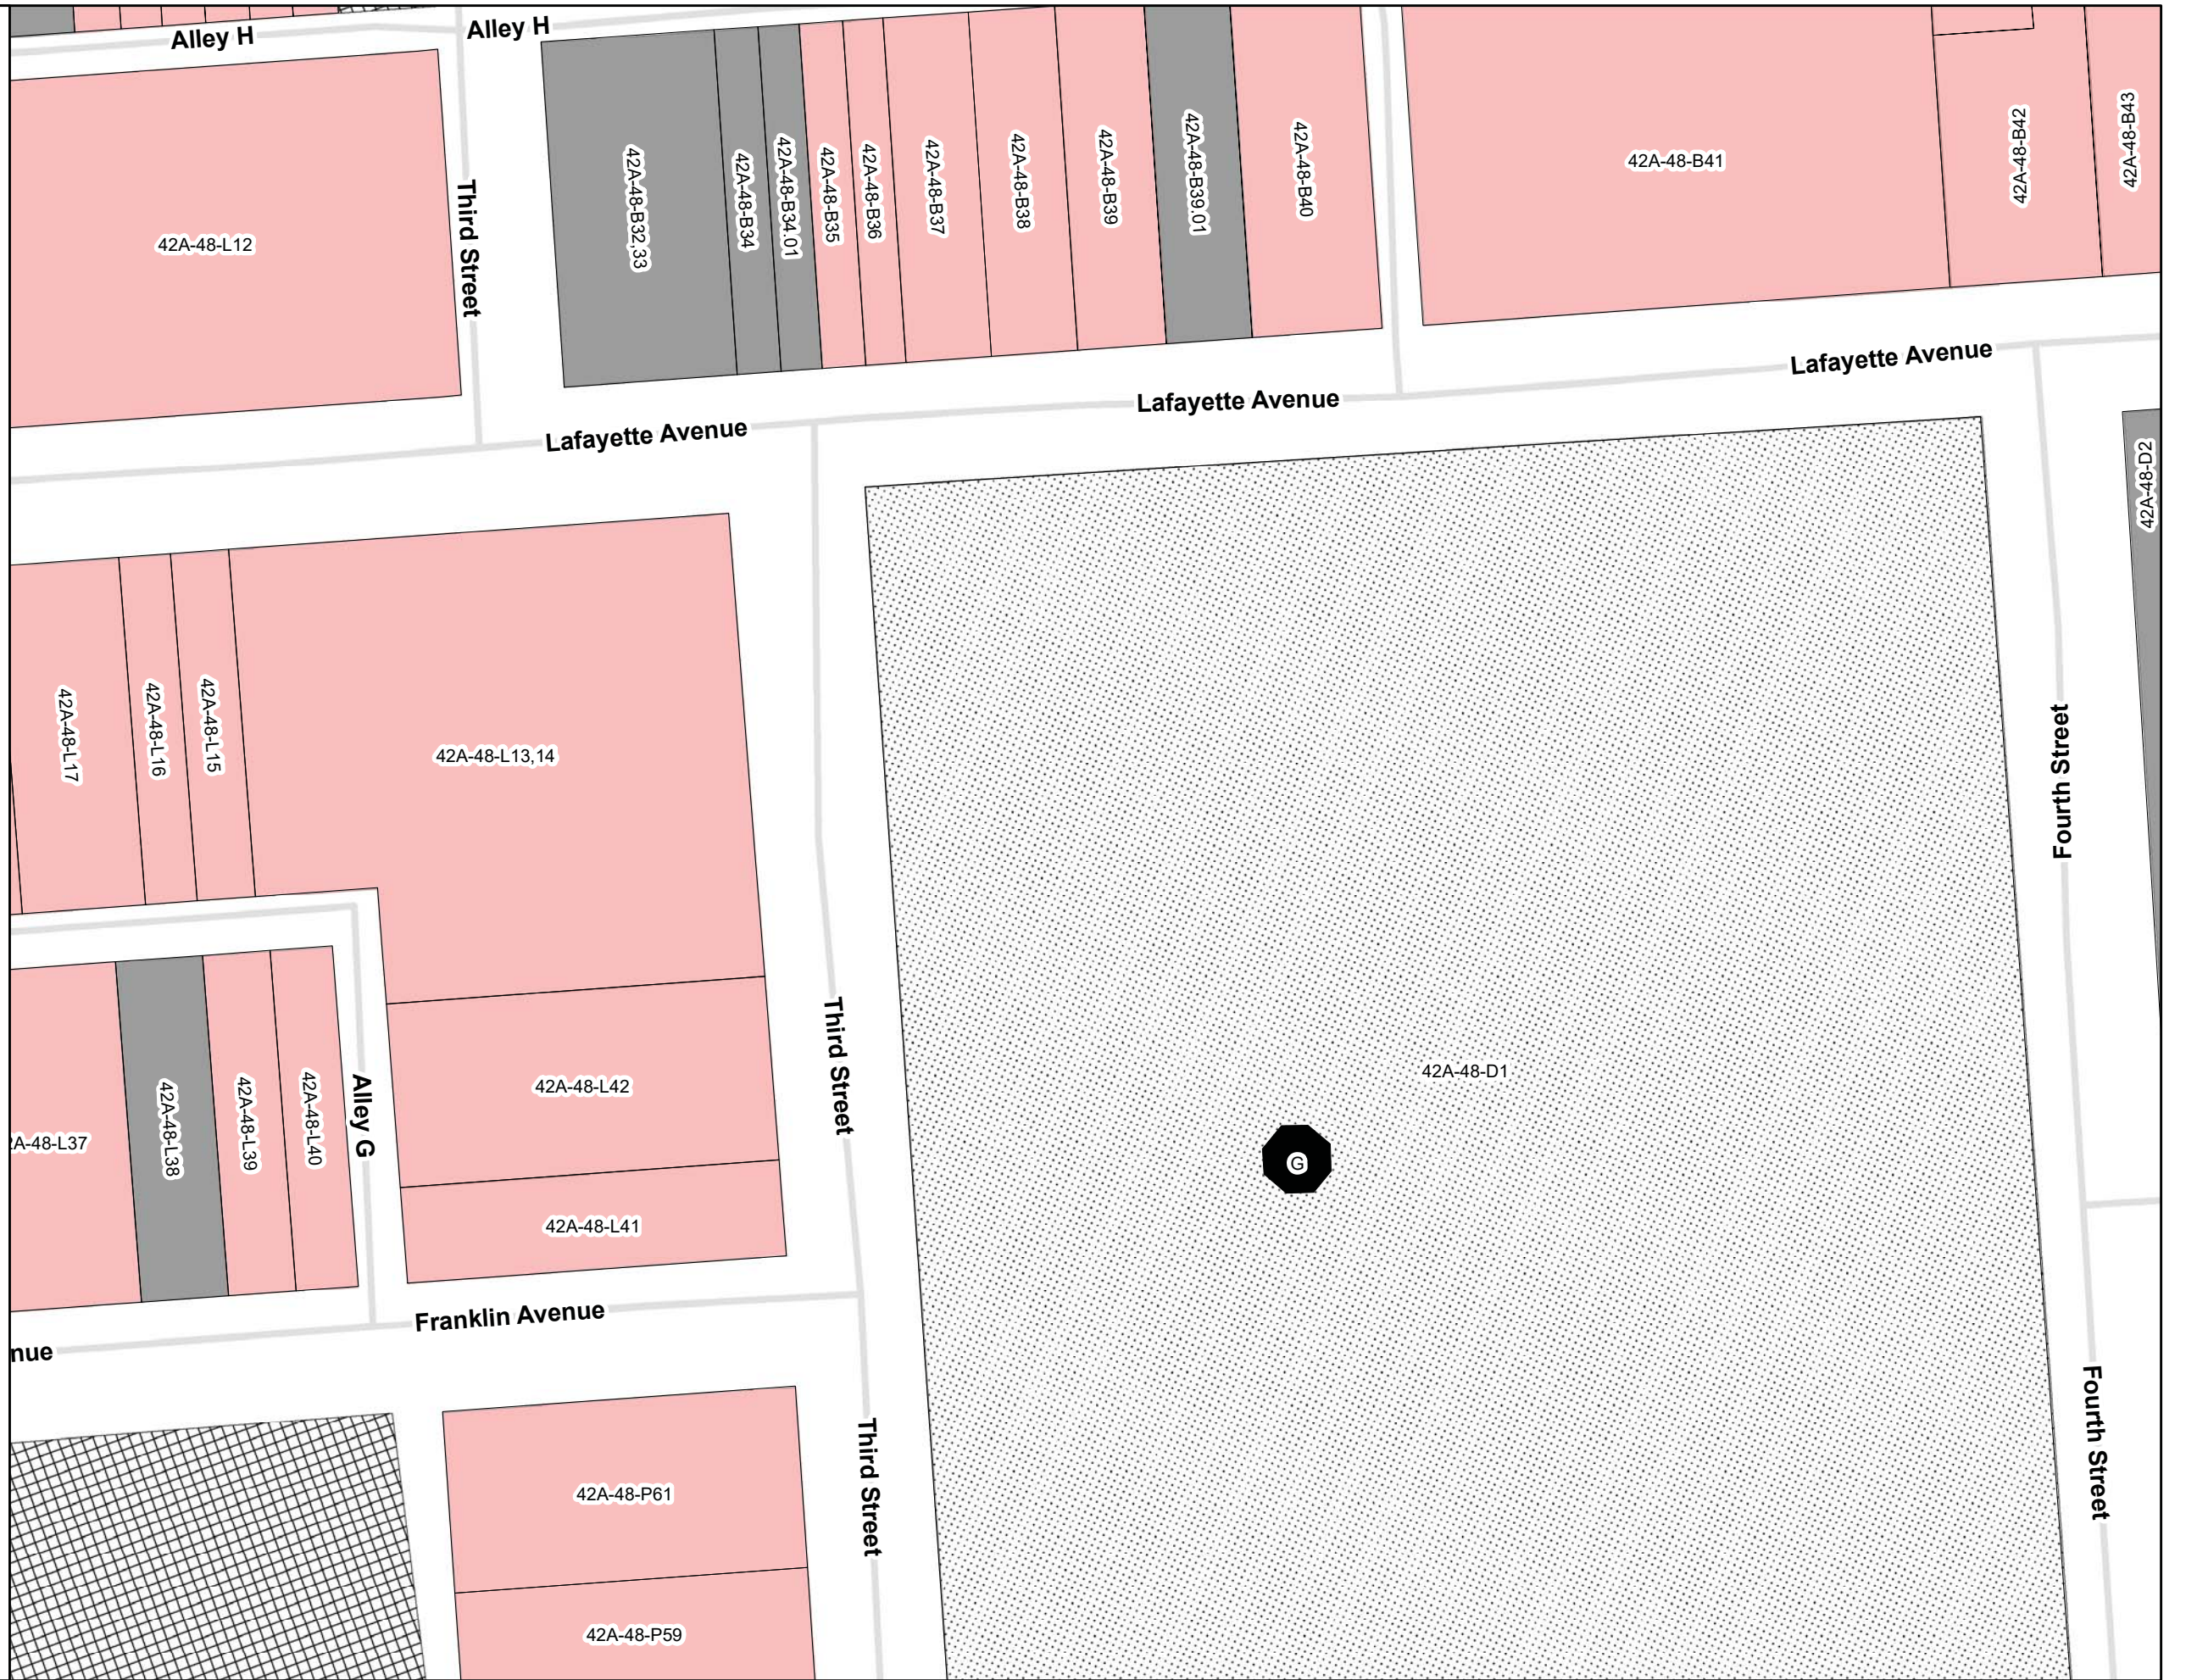 Alley H
Alley H
42A-48-L12
Third Street
42A-48-B32,33
42A-48-B34
42A-48-B34.01
42A-48-B35
42A-48-B36
42A-48-B37
42A-48-B38
42A-48-B39
42A-48-B39.01
42A-48-B40
42A-48-B41
42A-48-B42
42A-48-B43
Lafayette Avenue
Lafayette Avenue
Lafayette Avenue
42A-48-D2
42A-48-L17
42A-48-L16
42A-48-L15
42A-48-L13,14
Fourth Street
Third Street
42A-48-D1
G
42A-48-L42
A-48-L37
42A-48-L38
42A-48-L39
42A-48-L40
Alley G
42A-48-L41
Franklin Avenue
nue
42A-48-P61
Third Street
Fourth Street
42A-48-P59